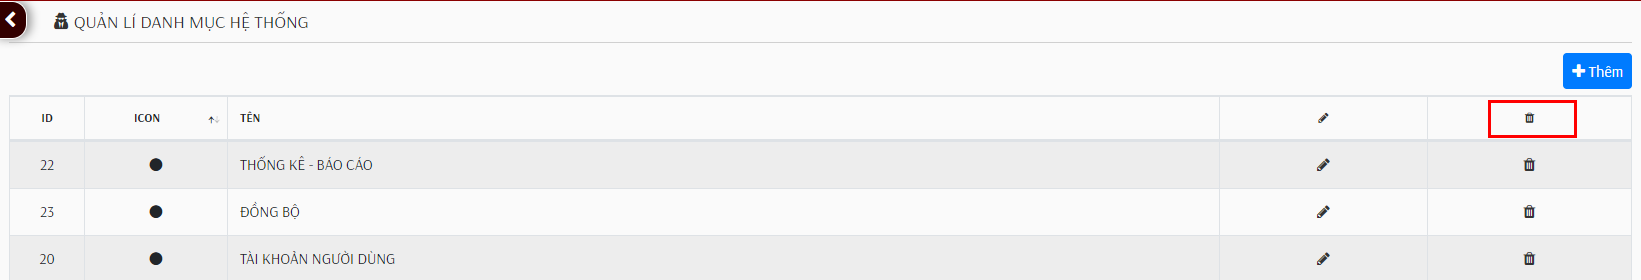 QUẢN LÍ DANH MỤC HỆ THỐNG
Thêm
ID ICON TÊN
22 THỐNG KÊ - BÁO CÁO
23 ĐỒNG BỘ
20 TÀI KHOẢN NGƯỜI DÙNG